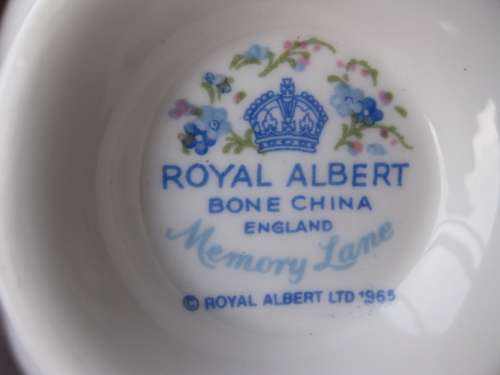 ROYAL ALBERT
BONE CHINA
ENGLAND
Memory Lane
© ROYAL ALBERT LTD 1965